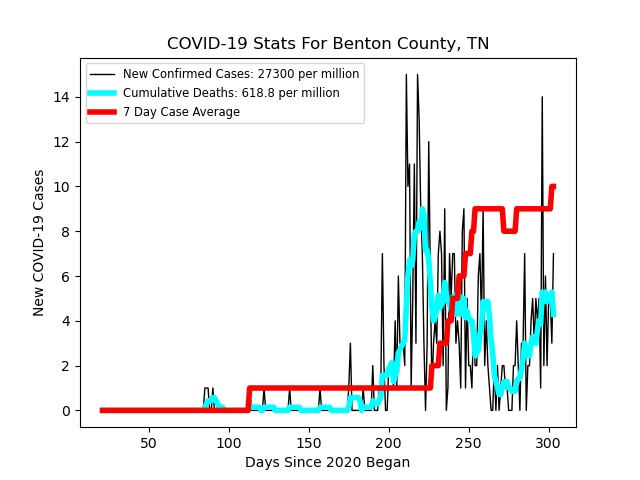 COVID-19 Stats For Benton County, TN
New Confirmed Cases: 27300 per million
Cumulative Deaths: 618.8 per million
7 Day Case Average
New COVID-19 Cases
14
12
10
8
6
4
2
0
50 100 150 200 250 300
Days Since 2020 Began